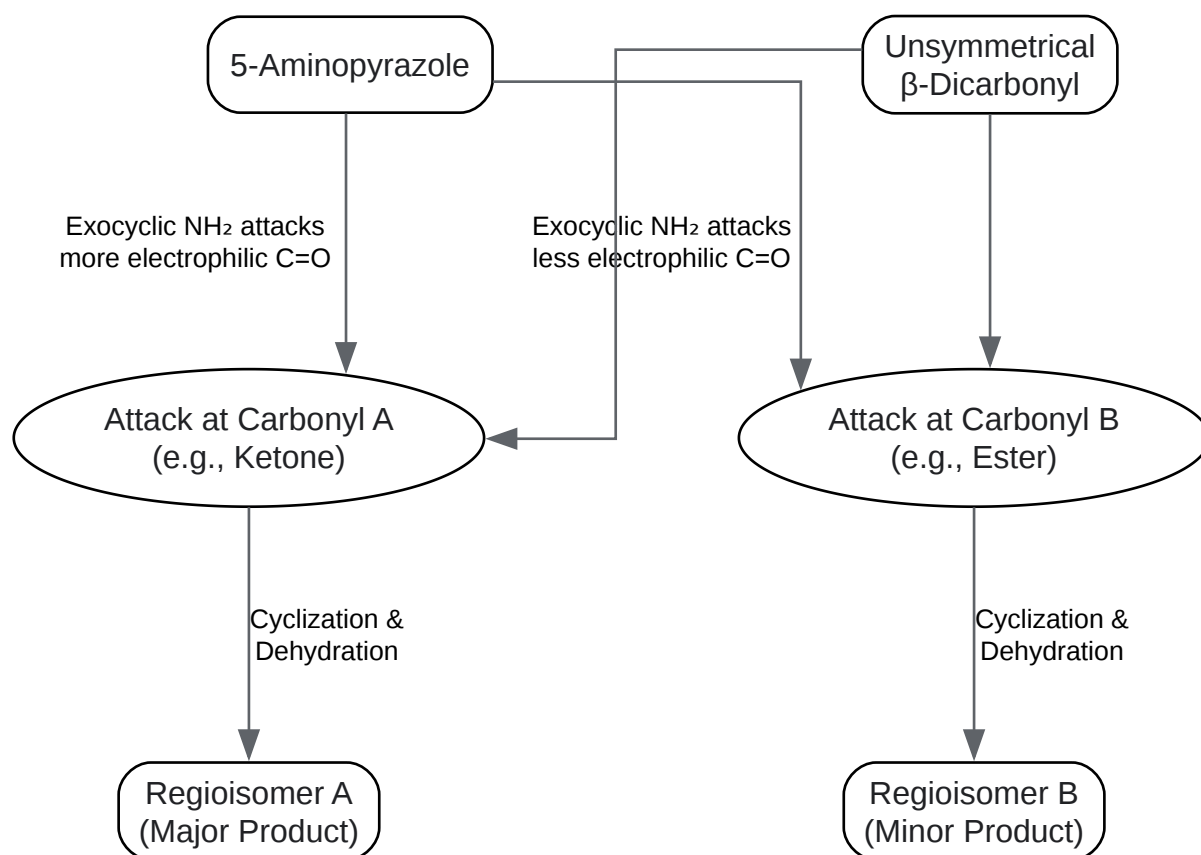 5-Aminopyrazole
Unsymmetrical
β-Dicarbonyl
Exocyclic NH₂ attacks
more electrophilic C=O
Exocyclic NH₂ attacks
less electrophilic C=O
Attack at Carbonyl A
(e.g., Ketone)
Attack at Carbonyl B
(e.g., Ester)
Cyclization &
Dehydration
Cyclization &
Dehydration
Regioisomer A
(Major Product)
Regioisomer B
(Minor Product)